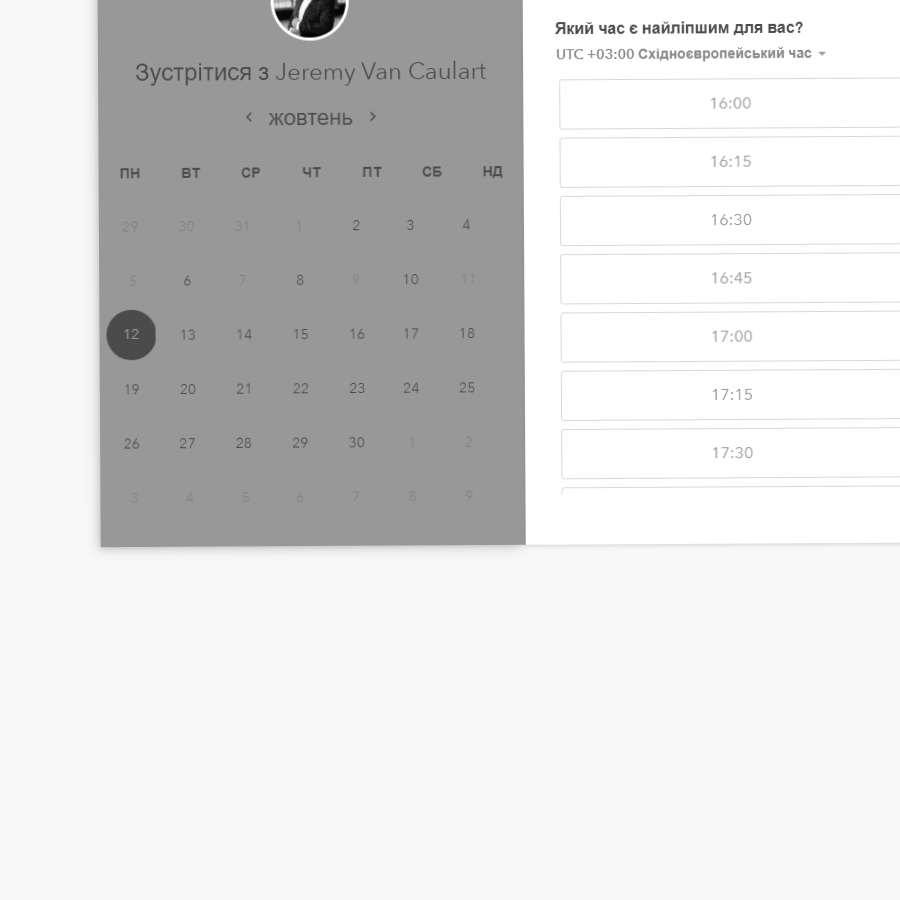 Зустрітися з Jeremy Van Caulart
жовтень
ПН ВТ СР ЧТ ПТ СБ НД
29 30 31 1 2 3 4
5 6 7 8 9 10 11
12 13 14 15 16 17 18
19 20 21 22 23 24 25
26 27 28 29 30 1 2
3 4 5 6 7 8 9
Який час є найліпшим для вас?
UTC +03:00 Східноєвропейський час
16:00
16:15
16:30
16:45
17:00
17:15
17:30